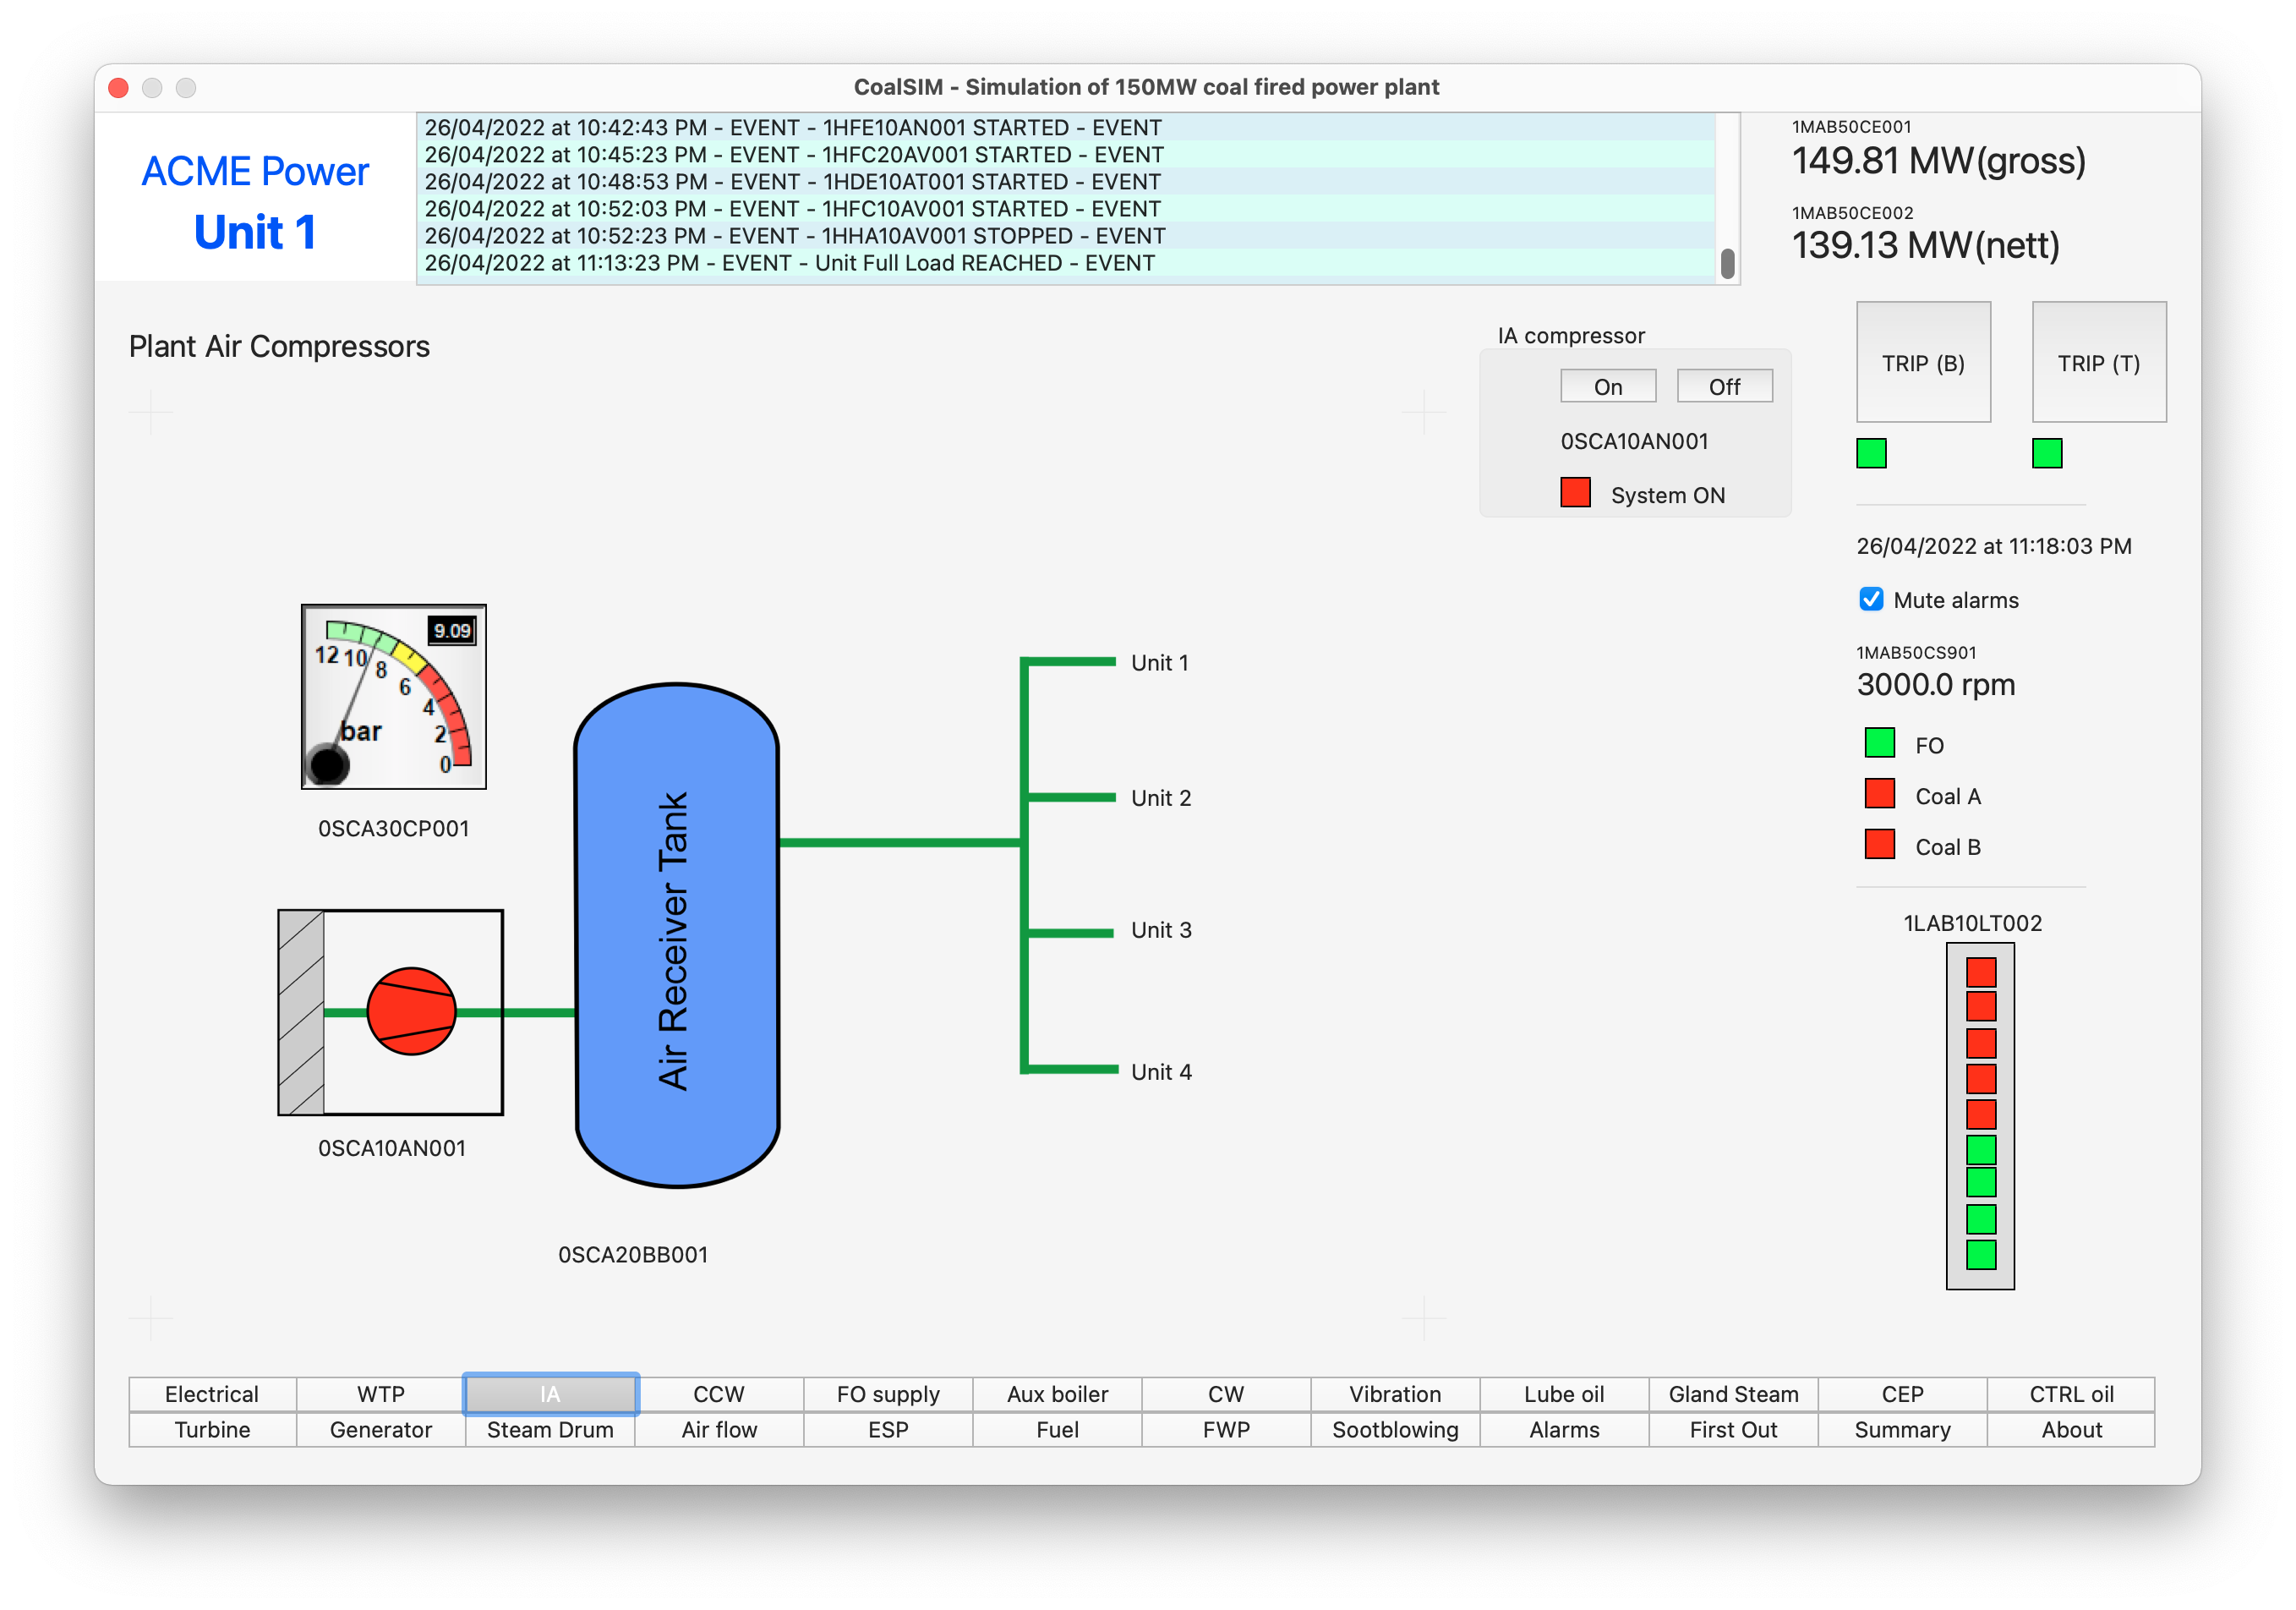 CoalSIM - Simulation of 150MW coal fired power plant
ACME Power
Unit 1
26/04/2022 at 10:42:43 PM - EVENT - 1HFE10AN001 STARTED - EVENT
26/04/2022 at 10:45:23 PM - EVENT - 1HFC20AV001 STARTED - EVENT
26/04/2022 at 10:48:53 PM - EVENT - 1HDE10AT001 STARTED - EVENT
26/04/2022 at 10:52:03 PM - EVENT - 1HFC10AV001 STARTED - EVENT
26/04/2022 at 10:52:23 PM - EVENT - 1HHA10AV001 STOPPED - EVENT
26/04/2022 at 11:13:23 PM - EVENT - Unit Full Load REACHED - EVENT
1MAB50CE001
149.81 MW(gross)
1MAB50CE002
139.13 MW(nett)
Plant Air Compressors
IA compressor
On Off
0SCA10AN001
System ON
TRIP (B) TRIP (T)
26/04/2022 at 11:18:03 PM
Mute alarms
1MAB50CS901
3000.0 rpm
FO
Coal A
Coal B
1LAB10LT002
9.09
12 10 8 6 4 2 0
bar
0SCA30CP001
0SCA10AN001
Air Receiver Tank
0SCA20BB001
Unit 1
Unit 2
Unit 3
Unit 4
Electrical WTP IA CCW FO supply Aux boiler CW Vibration Lube oil Gland Steam CEP CTRL oil
Turbine Generator Steam Drum Air flow ESP Fuel FWP Sootblowing Alarms First Out Summary About